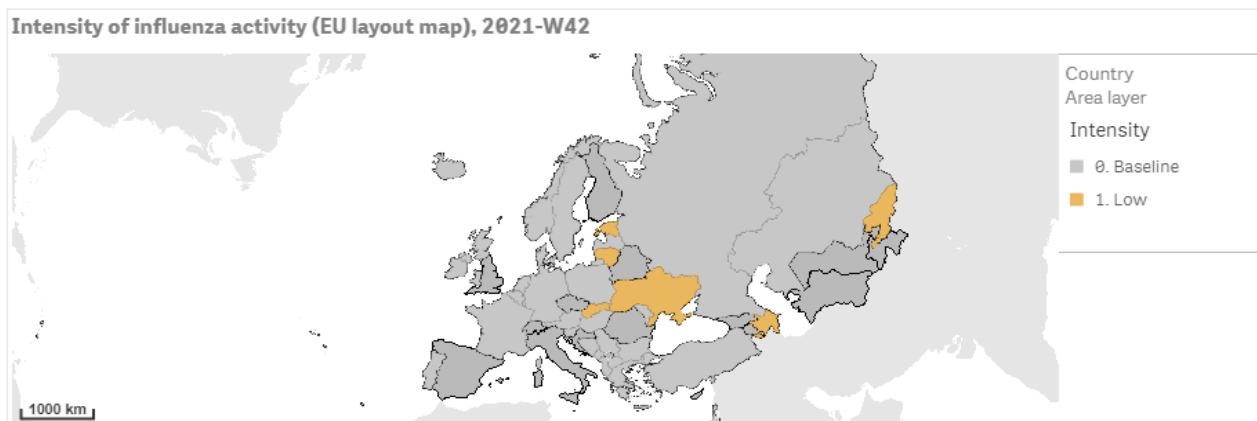 Intensity of influenza activity (EU layout map), 2021-W42
Country
Area layer
Intensity
0. Baseline
1. Low
1000 km